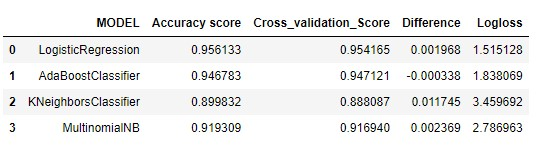 MODEL Accuracy score Cross_validation_Score Difference Logloss
0 LogisticRegression 0.956133 0.954165 0.001968 1.515128
1 AdaBoostClassifier 0.946783 0.947121 -0.000338 1.838069
2 KNeighborsClassifier 0.899832 0.888087 0.011745 3.459692
3 MultinomialNB 0.919309 0.916940 0.002369 2.786963